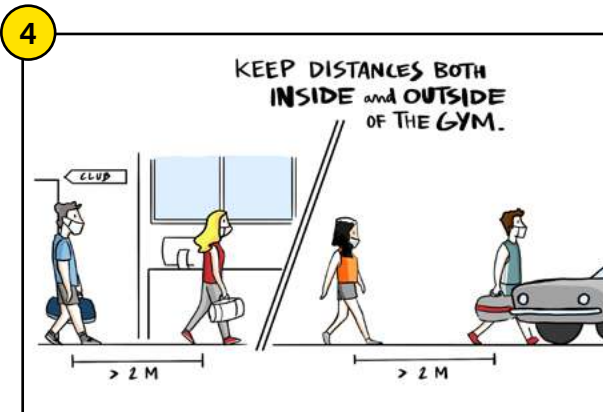 4
KEEP DISTANCES BOTH
INSIDE and OUTSIDE
OF THE GYM.
CLUB
> 2 M
> 2 M